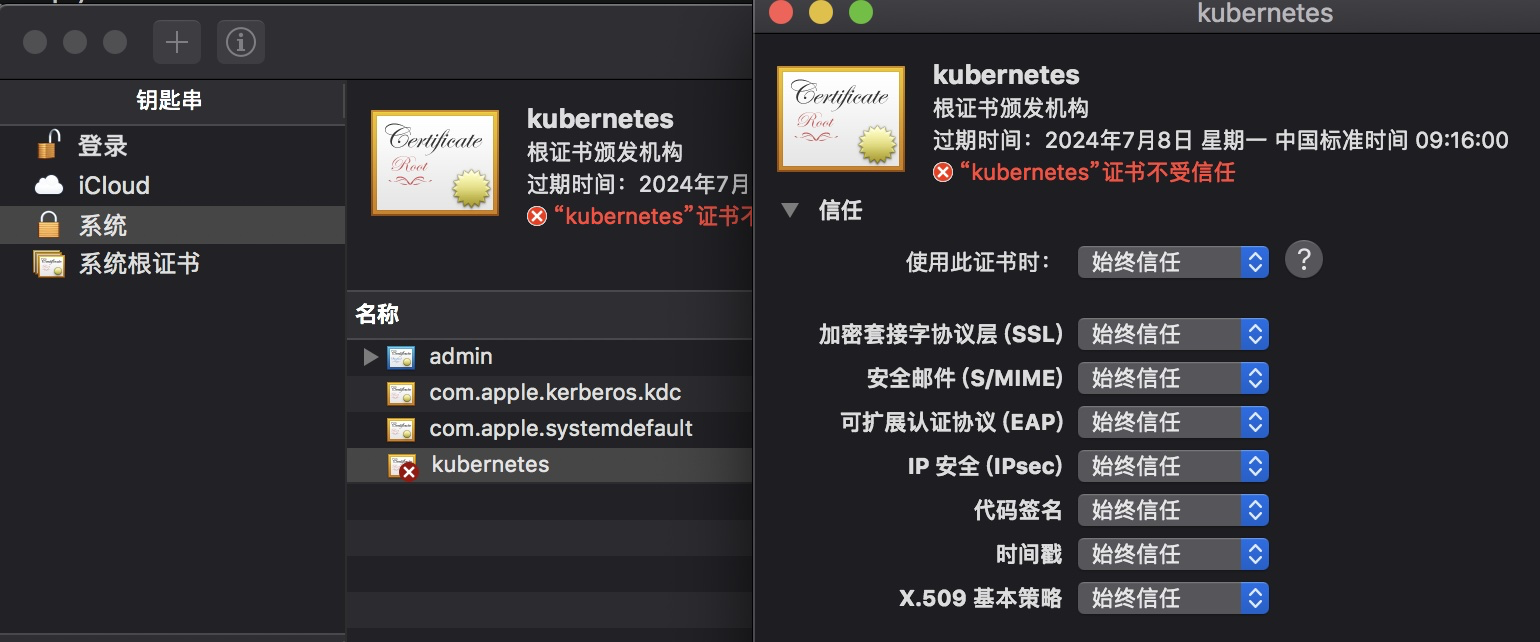 钥匙串
登录
iCloud
系统
系统根证书
Certificate
Root
kubernetes
根证书颁发机构
过期时间：2024年7月
“kubernetes”证书不
名称
admin
com.apple.kerberos.kdc
com.apple.systemdefault
kubernetes
kubernetes
Certificate
Root
kubernetes
根证书颁发机构
过期时间：2024年7月8日 星期一 中国标准时间 09:16:00
“kubernetes”证书不受信任
信任
使用此证书时： 始终信任 ?
加密套接字协议层 (SSL) 始终信任
安全邮件 (S/MIME) 始终信任
可扩展认证协议 (EAP) 始终信任
IP 安全 (IPsec) 始终信任
代码签名 始终信任
时间戳 始终信任
X.509 基本策略 始终信任